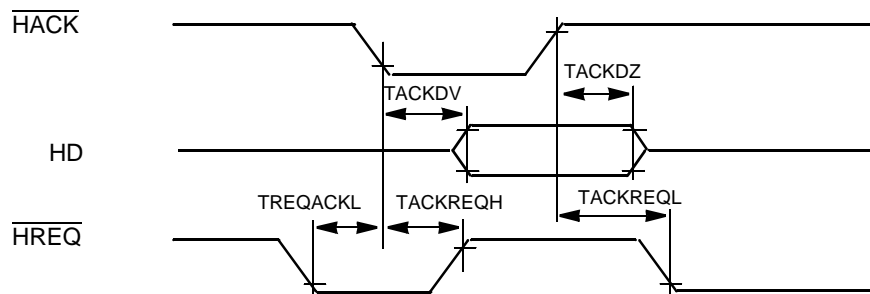 HACK
TACKDZ
TACKDV
HD
TREQACKL
TACKREQH
TACKREQL
HREQ